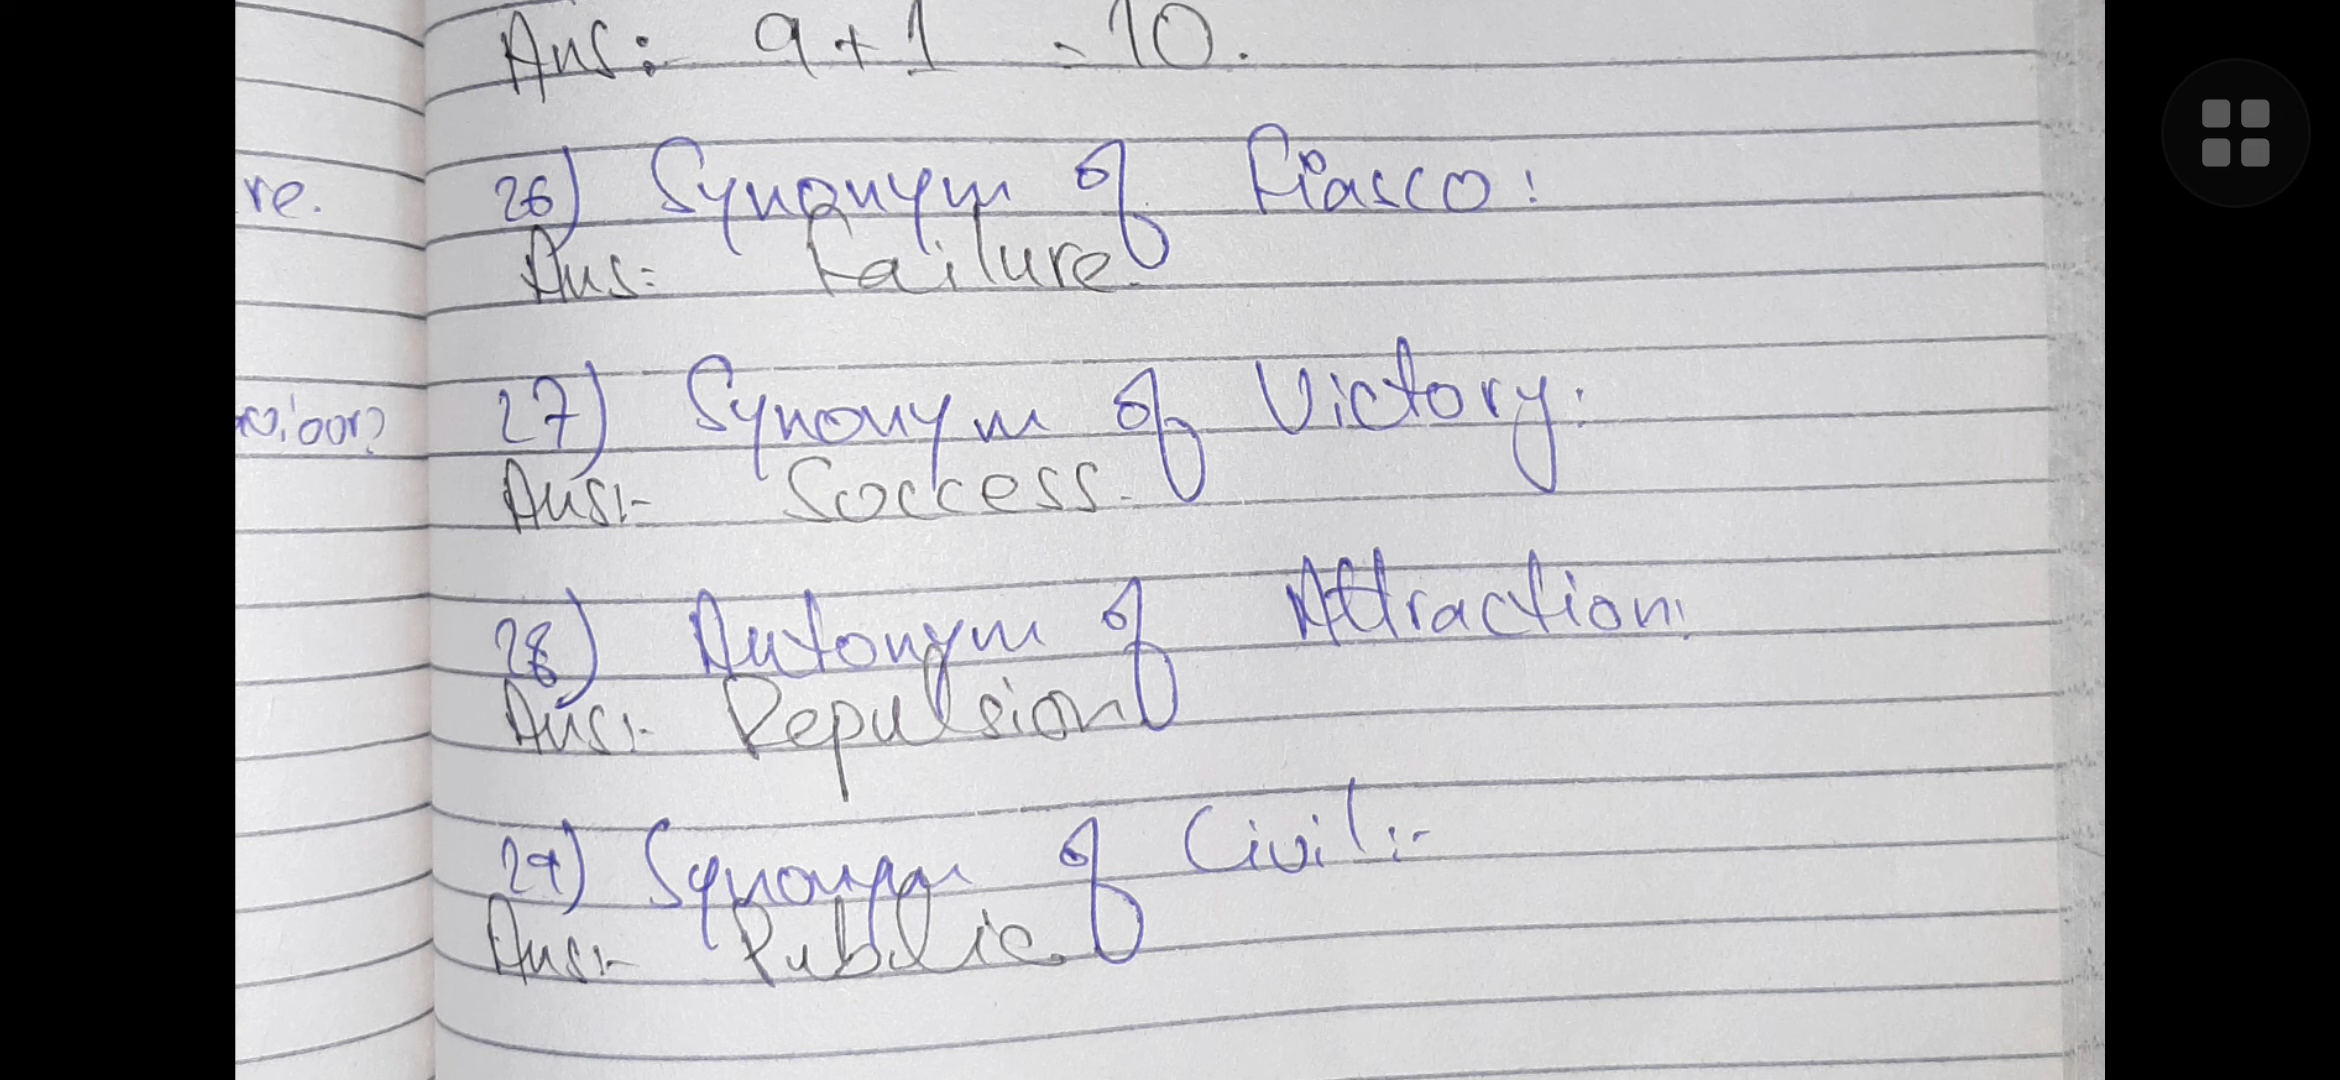 Ans: 9+1 = 10.
re.
26) Synonym of Fiasco:
Ans: Failure.
27) Synonym of Victory:
Ans:- Success.
28) Antonym of Attraction:
Ans:- Repulsion
29) Synonym of Civil:-
Ans:- Public.